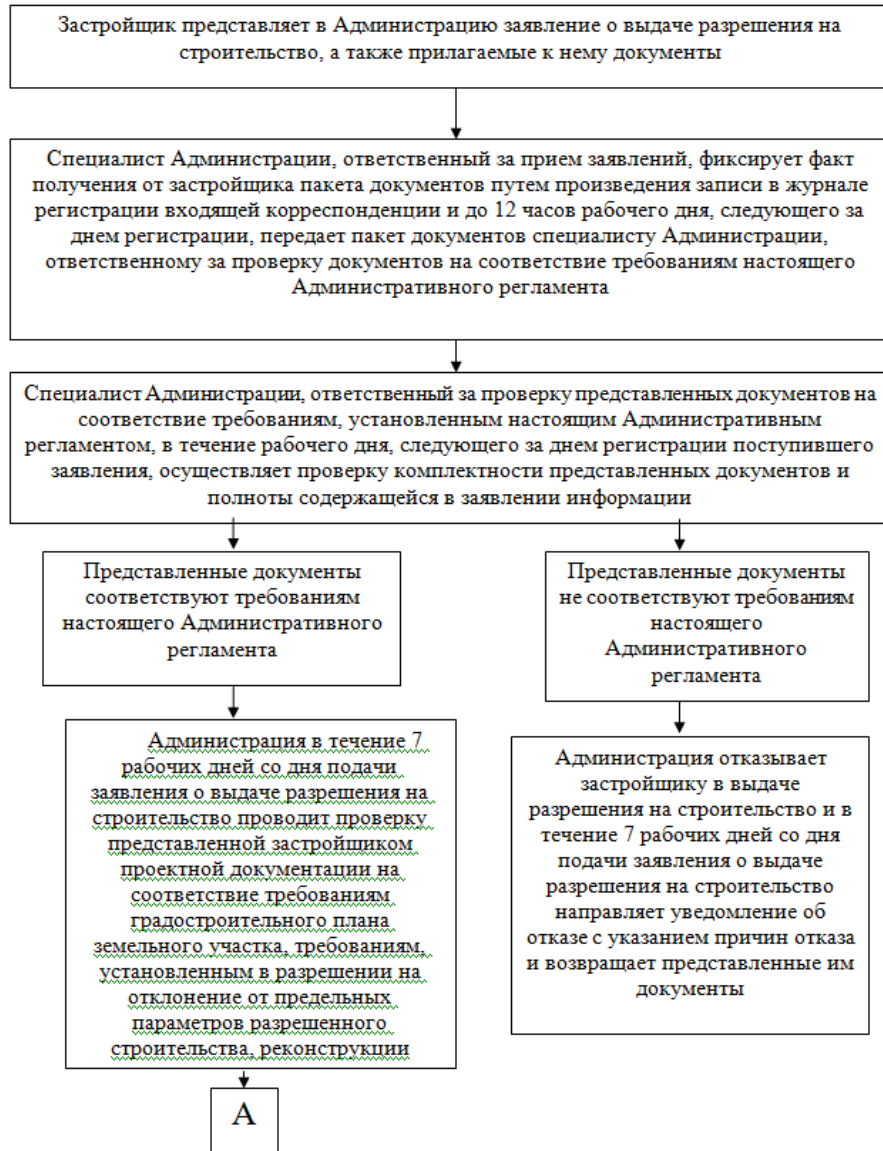 Застройщик представляет в Администрацию заявление о выдаче разрешения на
строительство, а также прилагаемые к нему документы
Специалист Администрации, ответственный за прием заявлений, фиксирует факт
получения от застройщика пакета документов путем произведения записи в журнале
регистрации входящей корреспонденции и до 12 часов рабочего дня, следующего за
днем регистрации, передает пакет документов специалисту Администрации,
ответственному за проверку документов на соответствие требованиям настоящего
Административного регламента
Специалист Администрации, ответственный за проверку представленных документов на
соответствие требованиям, установленным настоящим Административным
регламентом, в течение рабочего дня, следующего за днем регистрации поступившего
заявления, осуществляет проверку комплектности представленных документов и
полноты содержащейся в заявлении информации
Представленные документы
соответствуют требованиям
настоящего Административного
регламента
Представленные документы
не соответствуют требованиям
настоящего
Административного
регламента
Администрация в течение 7
рабочих дней со дня подачи
заявления о выдаче разрешения на
строительство проводит проверку
представленной застройщиком
проектной документации на
соответствие требованиям
градостроительного плана
земельного участка, требованиям,
установленным в разрешении на
отклонение от предельных
параметров разрешенного
строительства, реконструкции
Администрация отказывает
застройщику в выдаче
разрешения на строительство и в
течение 7 рабочих дней со дня
подачи заявления о выдаче
разрешения на строительство
направляет уведомление об
отказе с указанием причин отказа
и возвращает представленные им
документы
А